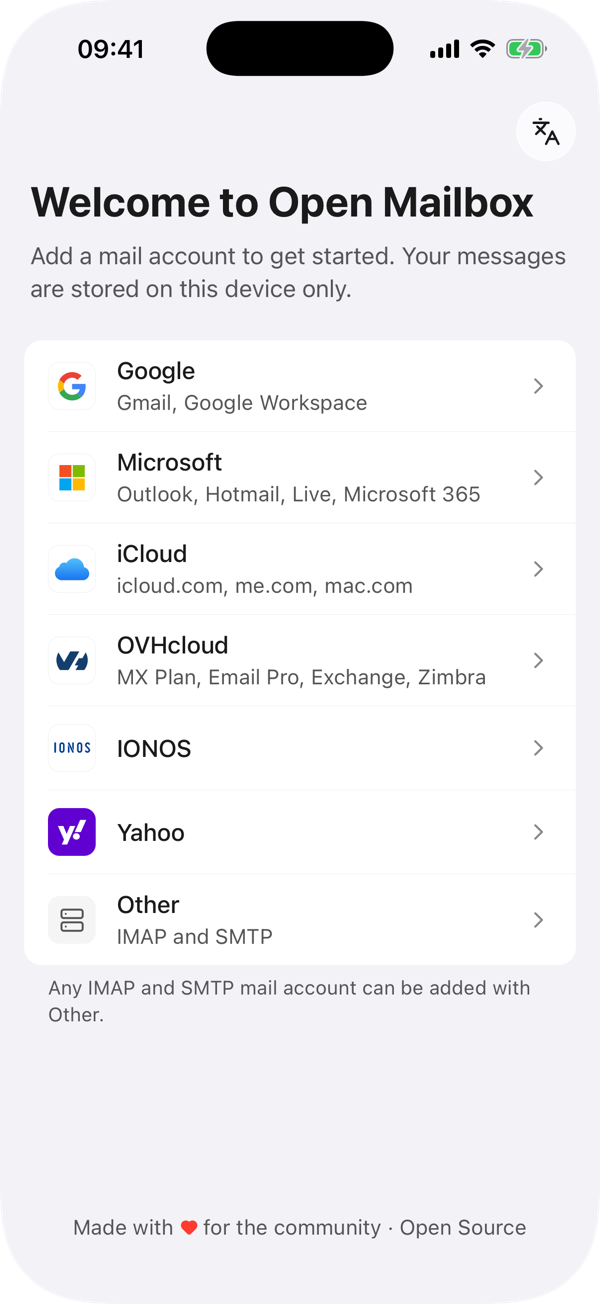 09:41
Welcome to Open Mailbox
Add a mail account to get started. Your messages
are stored on this device only.
Google
Gmail, Google Workspace
Microsoft
Outlook, Hotmail, Live, Microsoft 365
iCloud
icloud.com, me.com, mac.com
OVHcloud
MX Plan, Email Pro, Exchange, Zimbra
IONOS
IONOS
y!
Yahoo
Other
IMAP and SMTP
Any IMAP and SMTP mail account can be added with
Other.
Made with ❤ for the community · Open Source